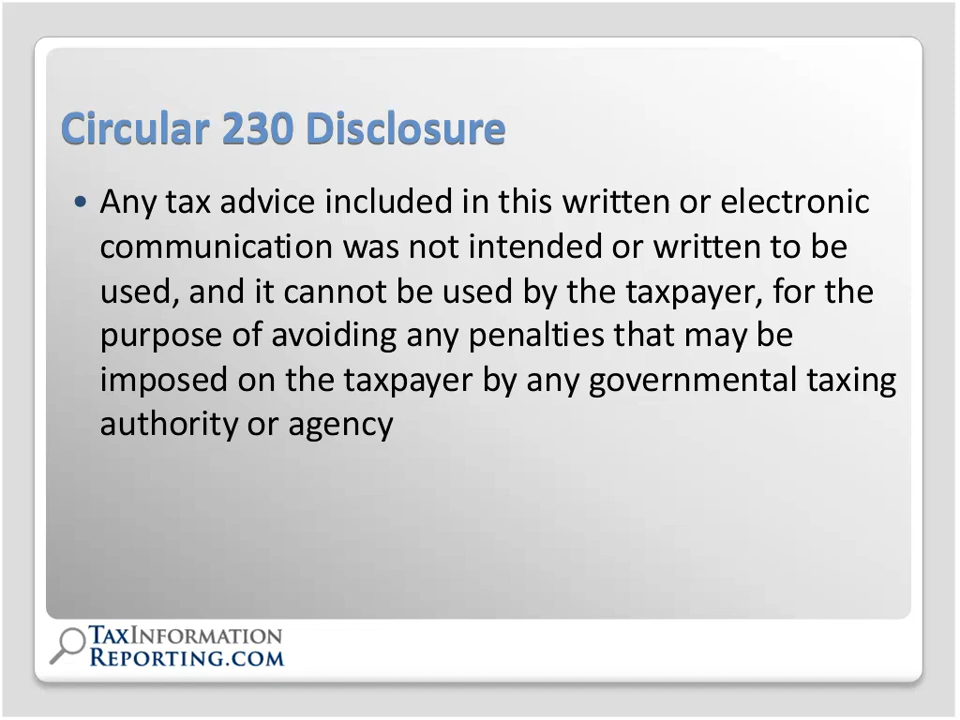 Circular 230 Disclosure
• Any tax advice included in this written or electronic
communication was not intended or written to be
used, and it cannot be used by the taxpayer, for the
purpose of avoiding any penalties that may be
imposed on the taxpayer by any governmental taxing
authority or agency
TAXINFORMATION
REPORTING.COM